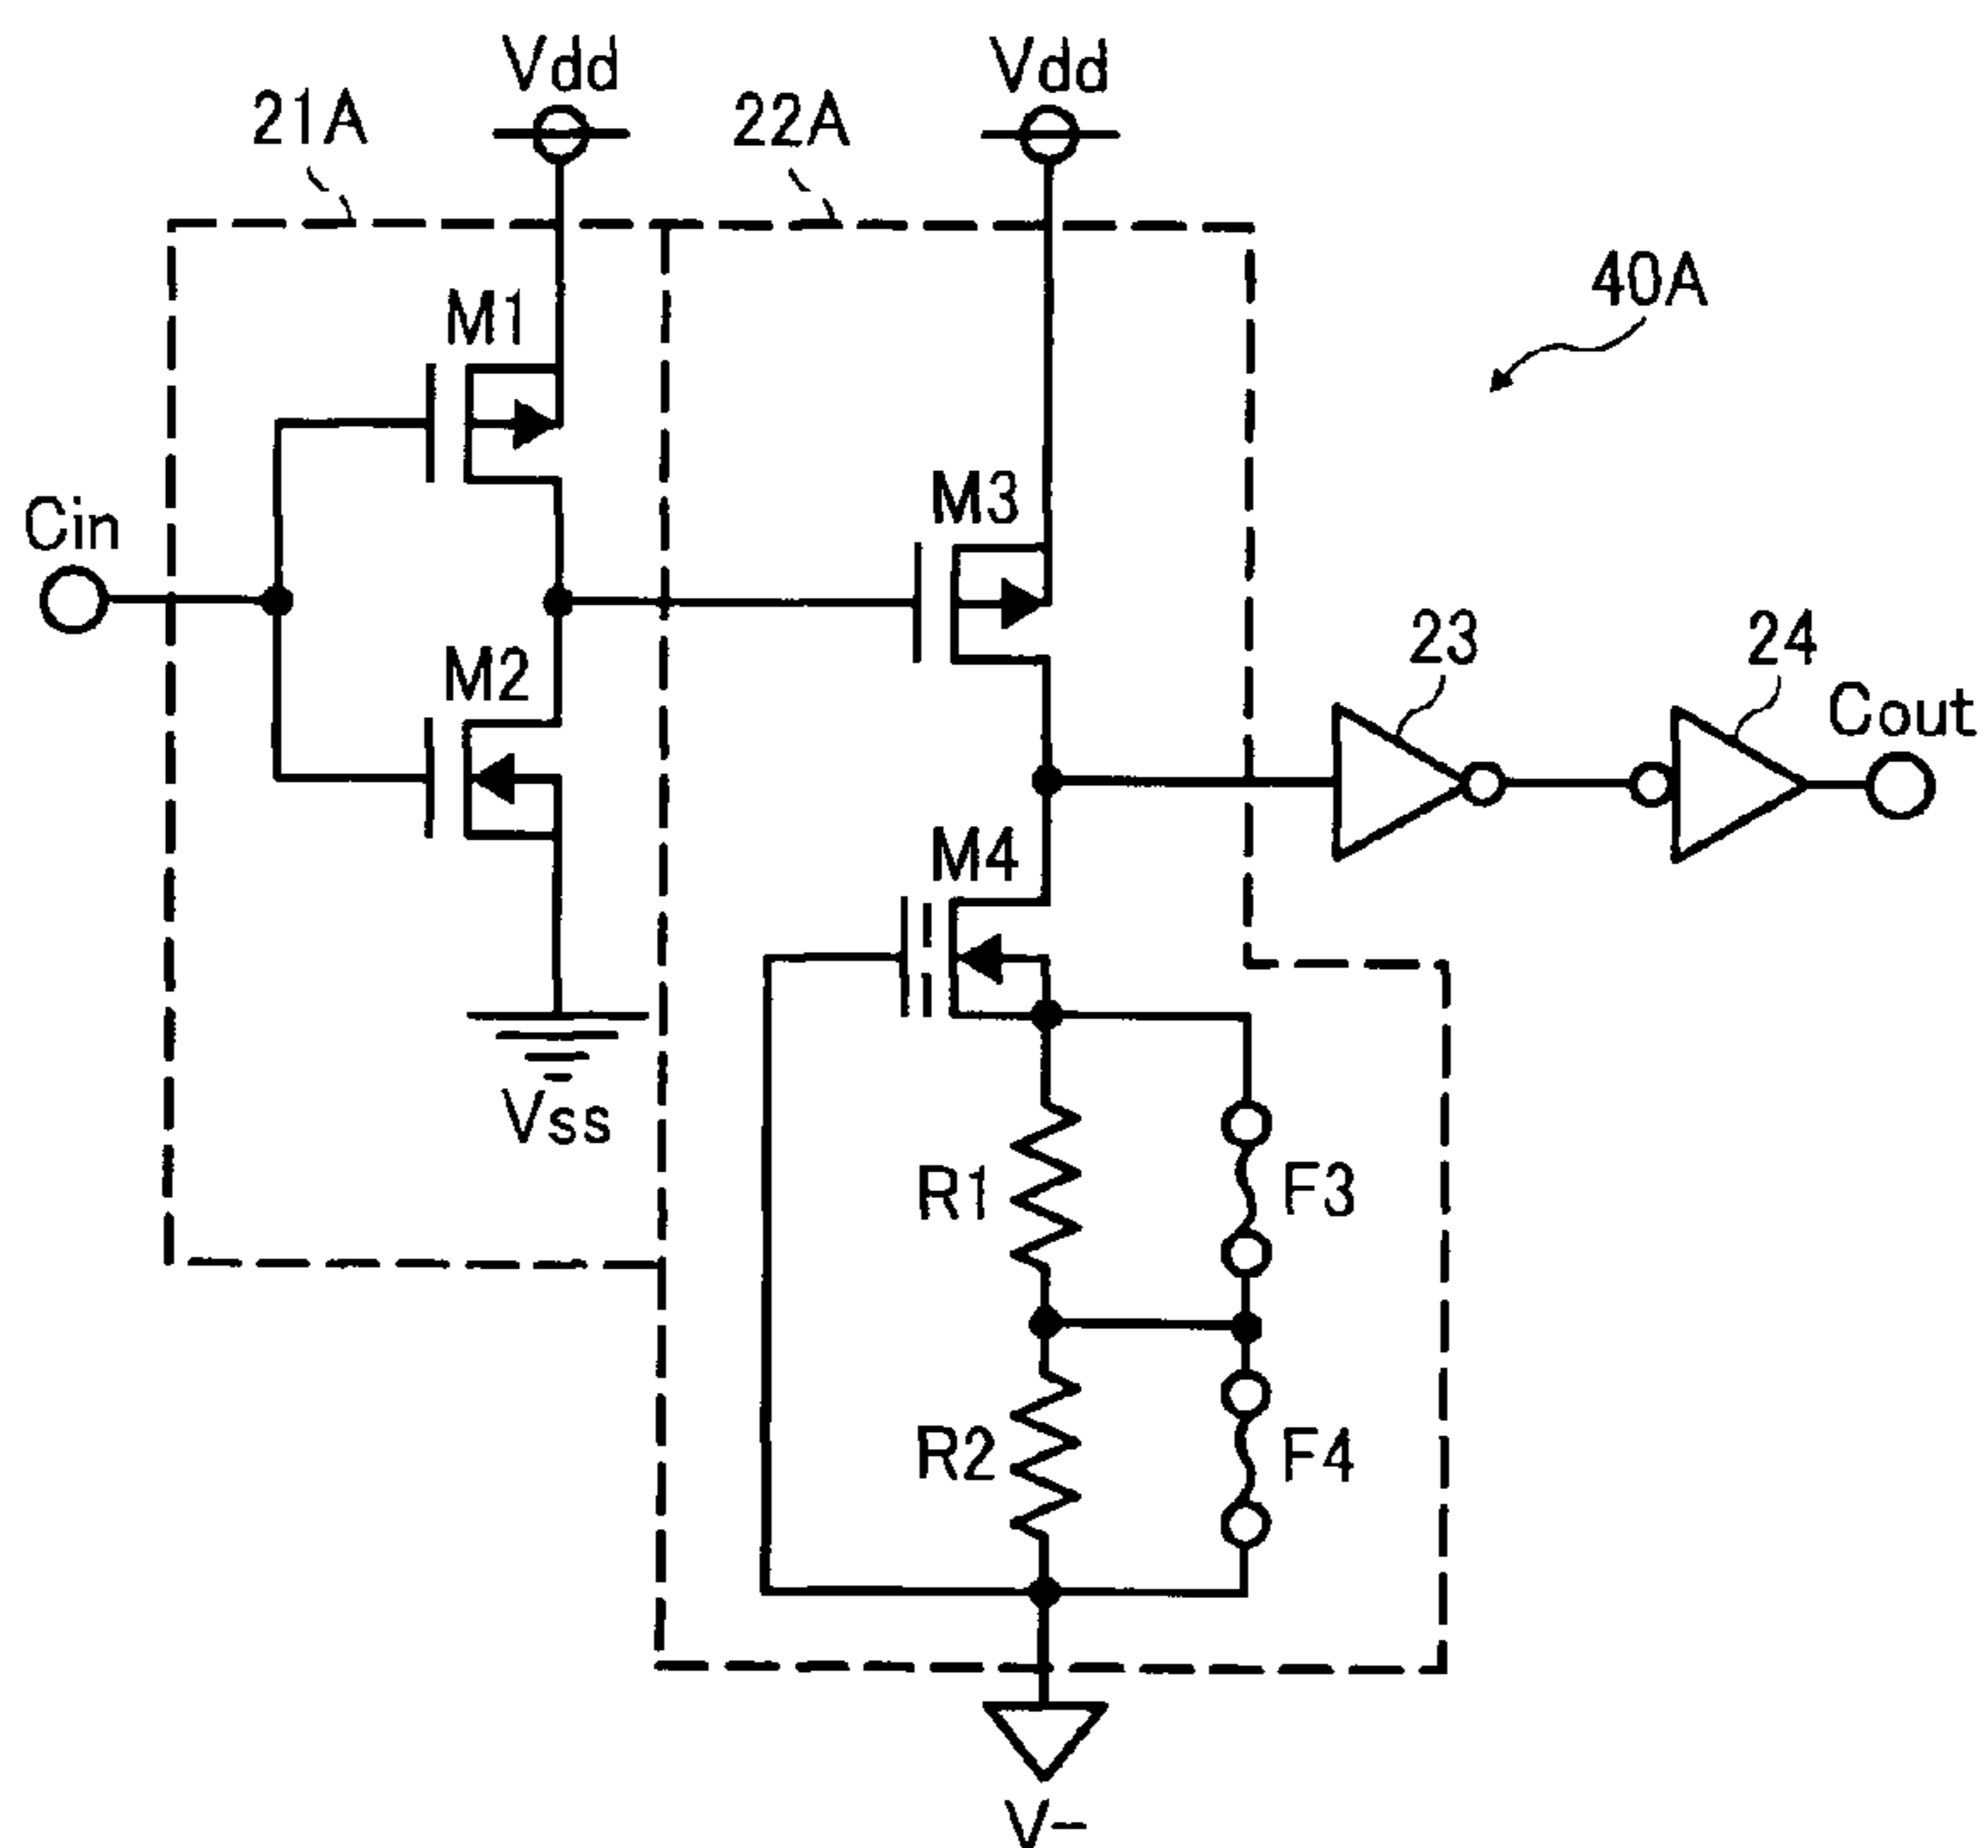 Vdd
Vdd
21A
22A
40A
M1
Cin
M3
M2
23
24
Cout
M4
Vss
R1
F3
R2
F4
V-